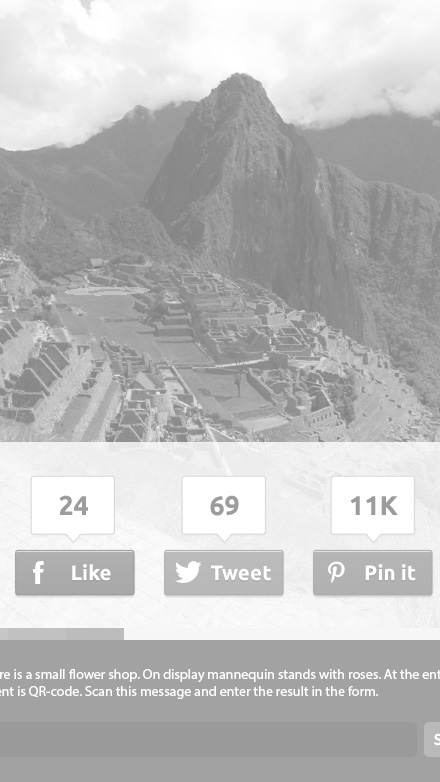 24 69 11K
Like Tweet Pin it
re is a small flower shop. On display mannequin stands with roses. At the ent
ent is QR-code. Scan this message and enter the result in the form.
S